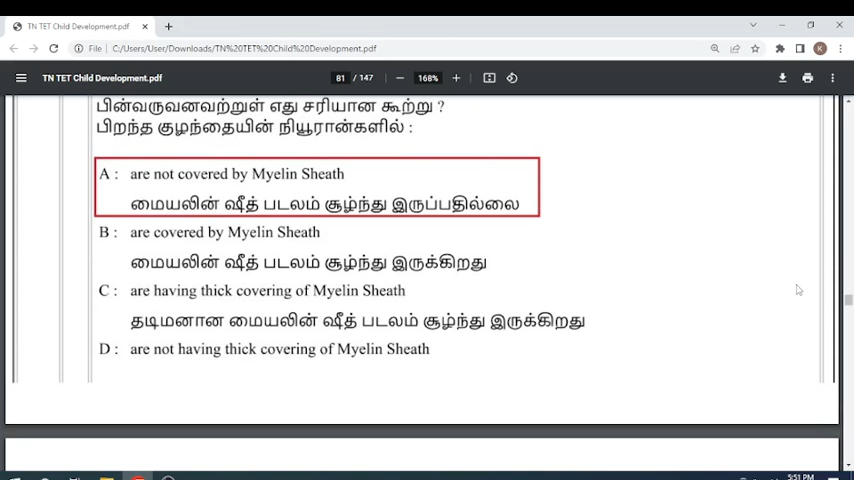 TN TET Child Development.pdf
File C:/Users/User/Downloads/TN%20TET%20Child%20Development.pdf
K
TN TET Child Development.pdf 81 / 147 — 168% +
பின்வருவனவற்றுள் எது சரியான கூற்று ?
பிறந்த குழந்தையின் நியூரான்களில் :
A : are not covered by Myelin Sheath
மையலின் ஷீத் படலம் சூழ்ந்து இருப்பதில்லை
B : are covered by Myelin Sheath
மையலின் ஷீத் படலம் சூழ்ந்து இருக்கிறது
C : are having thick covering of Myelin Sheath
தடிமனான மையலின் ஷீத் படலம் சூழ்ந்து இருக்கிறது
D : are not having thick covering of Myelin Sheath
5:51 PM